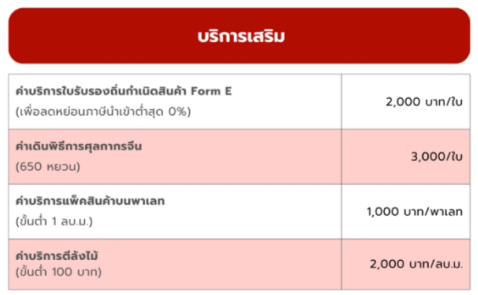 บริการเสริม
ค่าบริการใบรับรองถิ่นกำเนิดสินค้า Form E
(เพื่อลดหย่อนภาษีนำเข้าต่ำสุด 0%)
2,000 บาท/ใบ
ค่าเดินพิธีการศุลกากรจีน
(650 หยวน)
3,000/ใบ
ค่าบริการแพ็คสินค้าบนพาเลท
(ขั้นต่ำ 1 ลบ.ม.)
1,000 บาท/พาเลท
ค่าบริการตีลังไม้
(ขั้นต่ำ 100 บาท)
2,000 บาท/ลบ.ม.